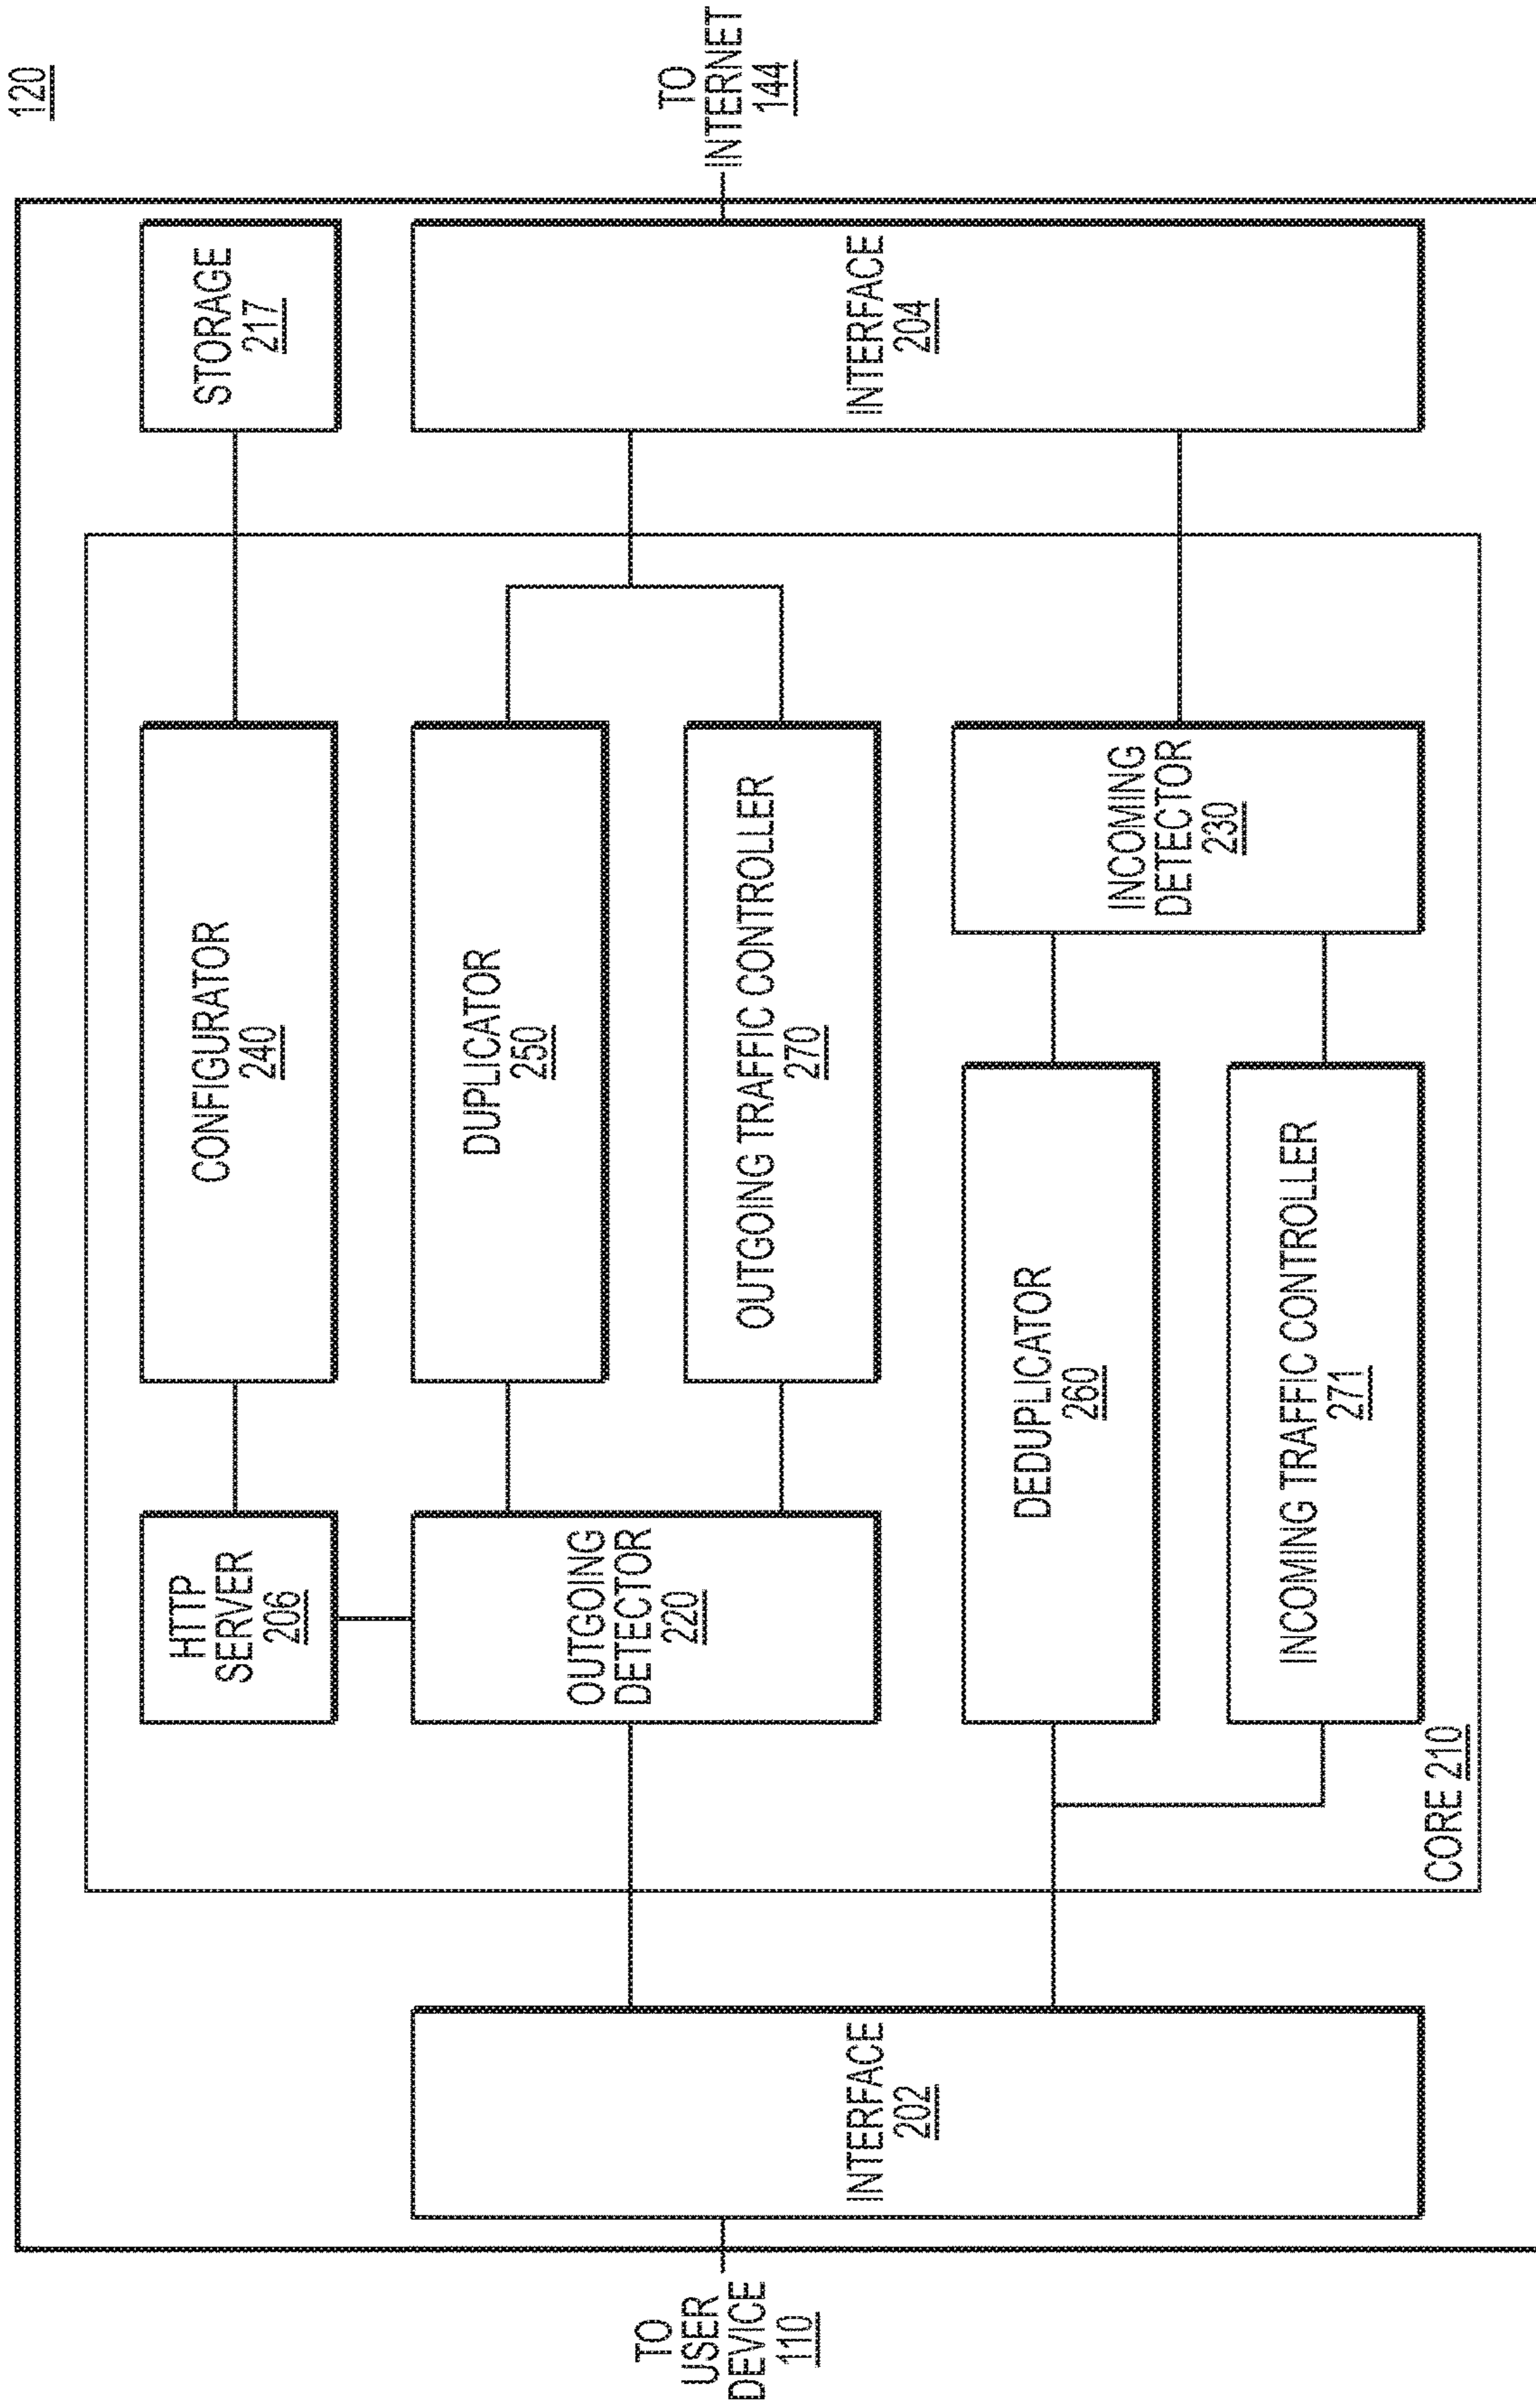 120
HTTP
SERVER
206
CONFIGURATOR
240
STORAGE
217
DUPLICATOR
250
OUTGOING
DETECTOR
220
OUTGOING TRAFFIC CONTROLLER
270
TO
USER
DEVICE
110
INTERFACE
202
INTERFACE
204
TO
INTERNET
144
DEDUPLICATOR
260
INCOMING
DETECTOR
230
INCOMING TRAFFIC CONTROLLER
271
CORE 210